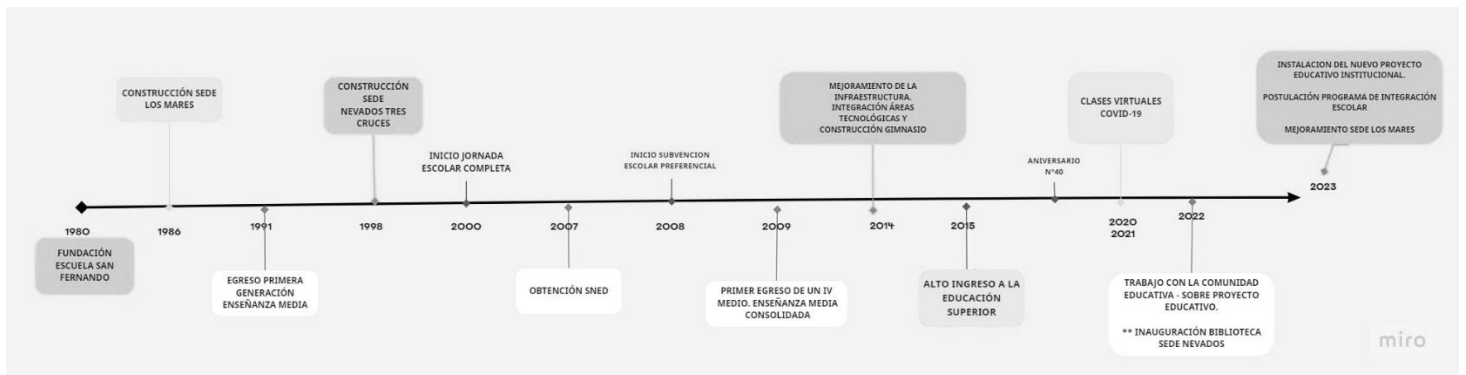 CONSTRUCCIÓN SEDE
LOS MARES
CONSTRUCCIÓN
SEDE
NEVADOS TRES
CRUCES
INICIO JORNADA
ESCOLAR COMPLETA
INICIO SUBVENCION
ESCOLAR PREFERENCIAL
MEJORAMIENTO DE LA
INFRAESTRUCTURA.
INTEGRACIÓN ÁREAS
TECNOLÓGICAS Y
CONSTRUCCIÓN GIMNASIO
ANIVERSARIO
N°40
CLASES VIRTUALES
COVID-19
INSTALACION DEL NUEVO PROYECTO
EDUCATIVO INSTITUCIONAL.
POSTULACIÓN PROGRAMA DE INTEGRACIÓN
ESCOLAR
MEJORAMIENTO SEDE LOS MARES
2023
1980
1986
1991
1998
2000
2007
2008
2009
2014
2015
2020
2021
2022
FUNDACIÓN
ESCUELA SAN
FERNANDO
EGRESO PRIMERA
GENERACIÓN
ENSEÑANZA MEDIA
OBTENCIÓN SNED
PRIMER EGRESO DE UN IV
MEDIO. ENSEÑANZA MEDIA
CONSOLIDADA
ALTO INGRESO A LA
EDUCACIÓN
SUPERIOR
TRABAJO CON LA COMUNIDAD
EDUCATIVA - SOBRE PROYECTO
EDUCATIVO.
** INAUGURACIÓN BIBLIOTECA
SEDE NEVADOS
miro